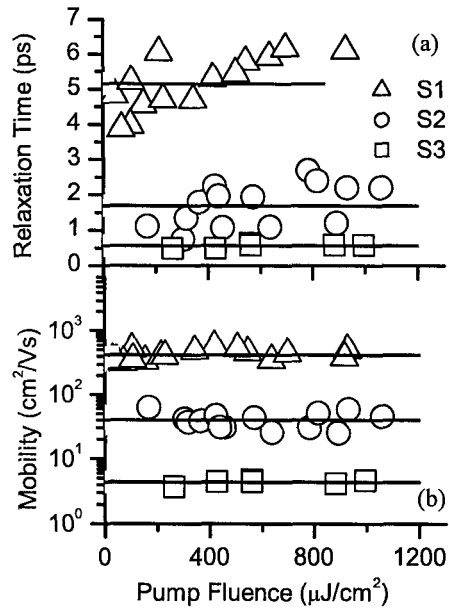 7
6
5
4
3
2
1
0
Relaxation Time (ps)
(a)
S1
S2
S3
10³
10²
10¹
10⁰
Mobility (cm²/Vs)
(b)
0 400 800 1200
Pump Fluence (μJ/cm²)